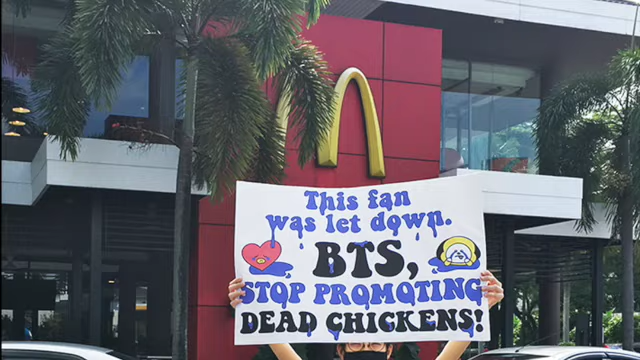 This fan
was let down.
BTS,
STOP PROMOTING
DEAD CHICKENS!